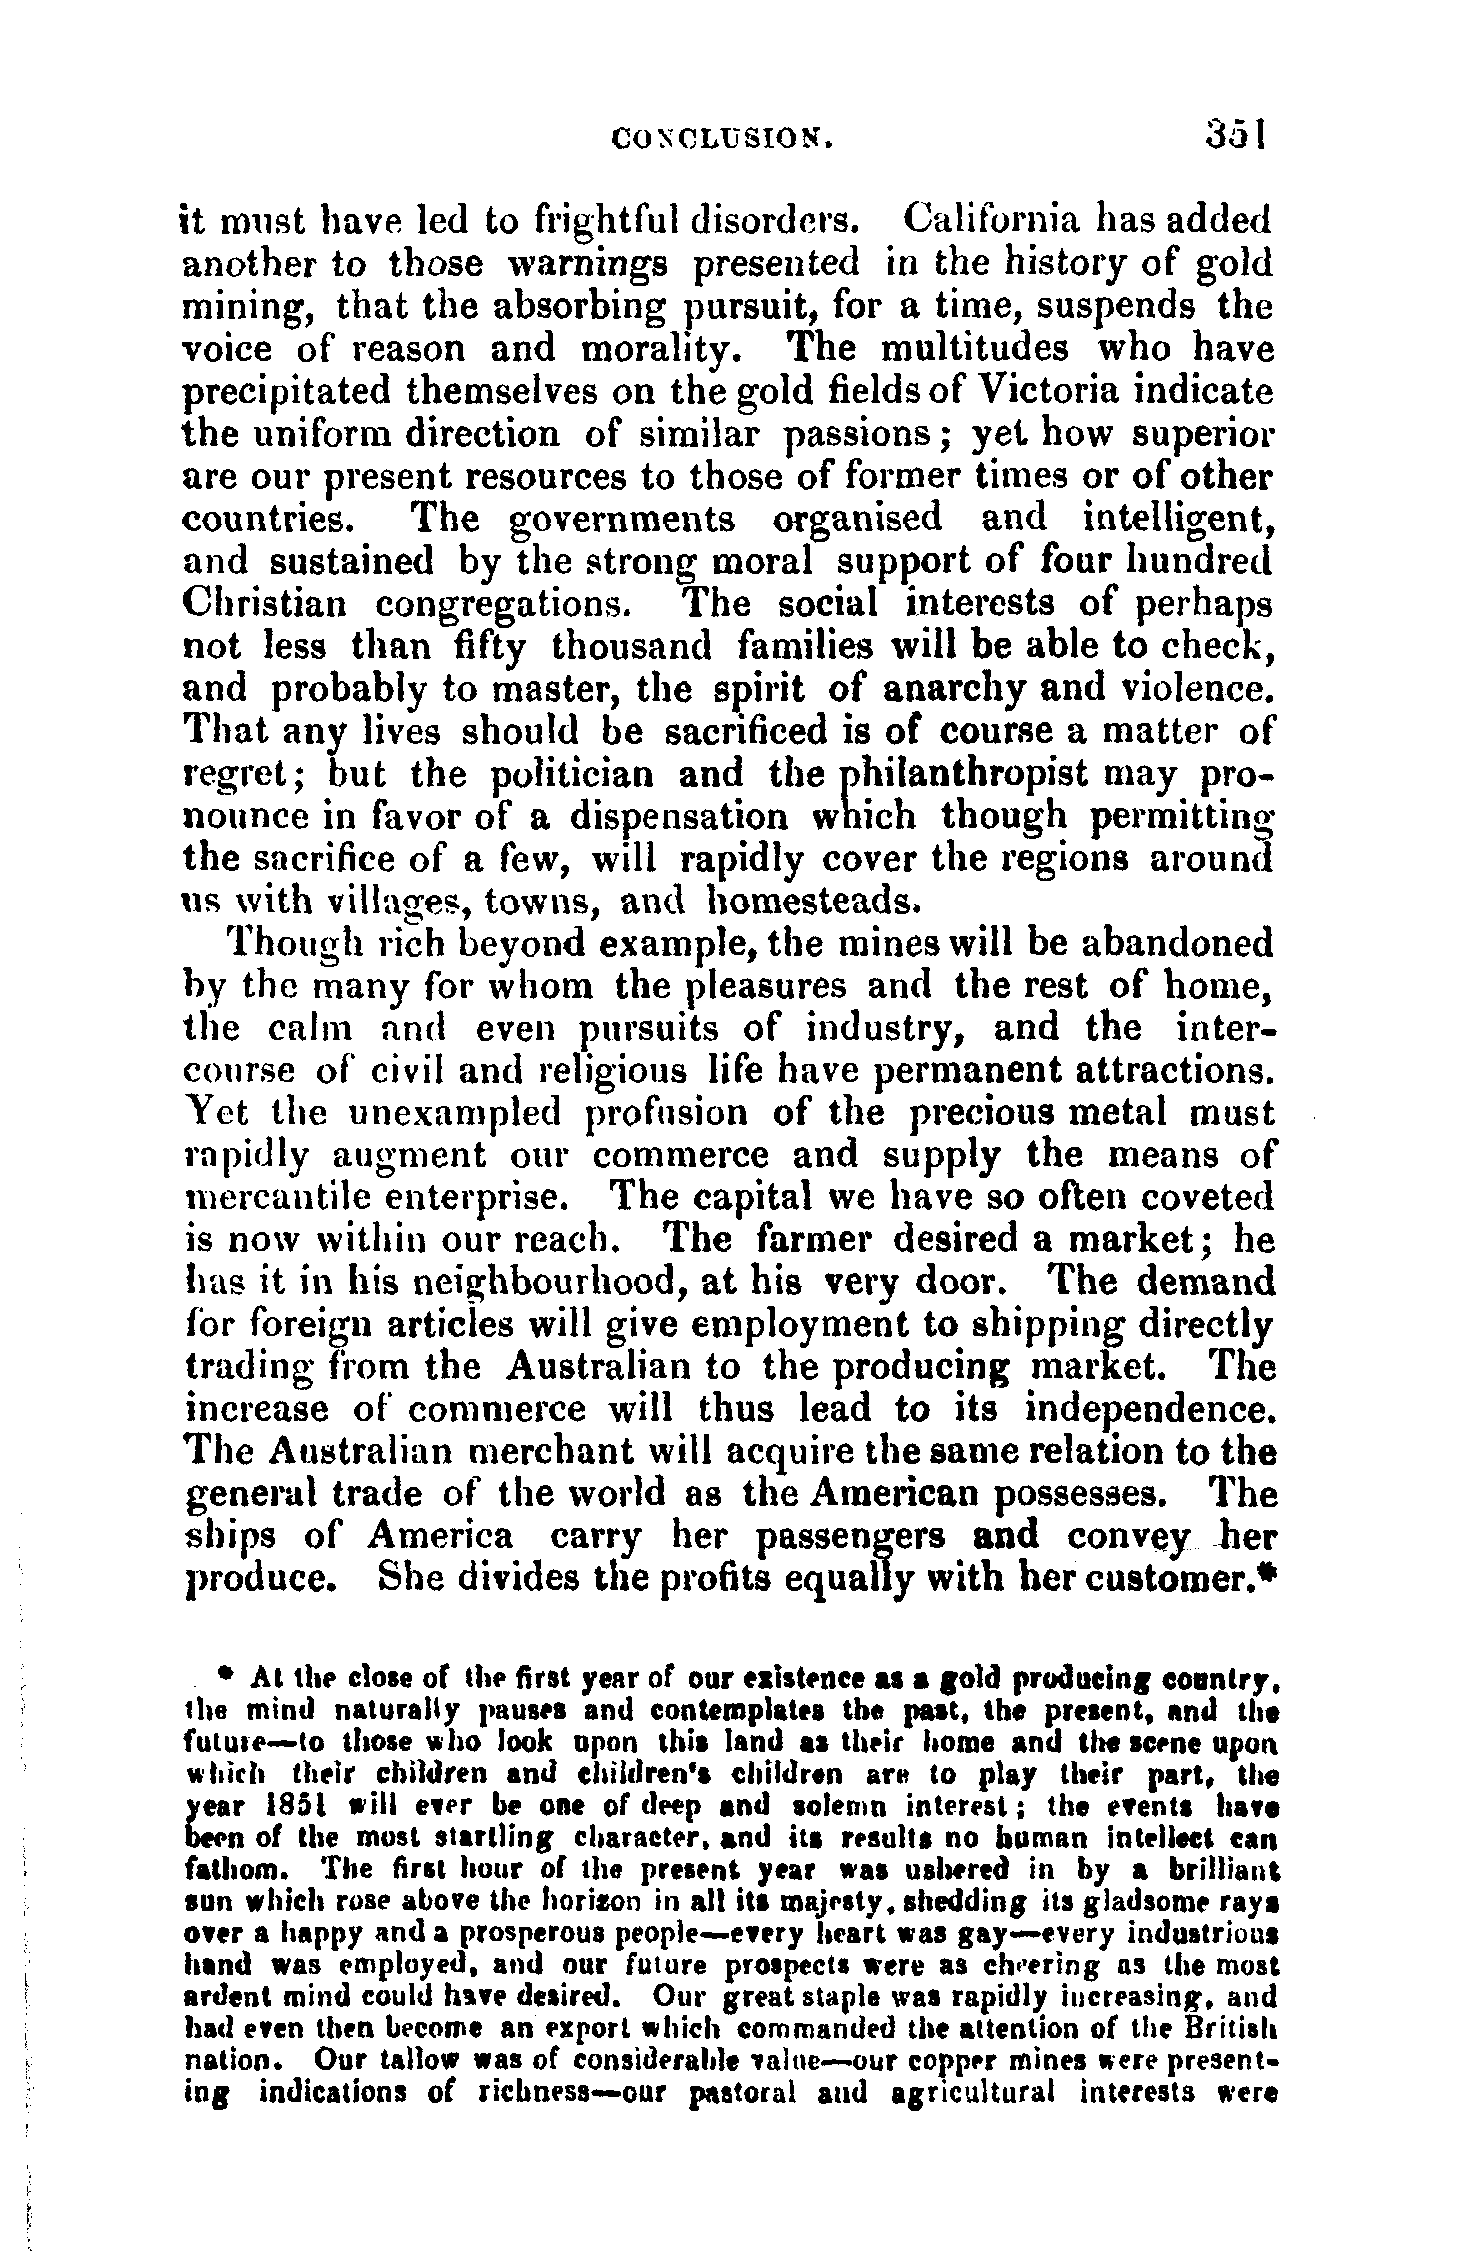 CONCLUSION. 351
it must have led to frightful disorders. California has added
another to those warnings presented in the history of gold
mining, that the absorbing pursuit, for a time, suspends the
voice of reason and morality. The multitudes who have
precipitated themselves on the gold fields of Victoria indicate
the uniform direction of similar passions; yet how superior
are our present resources to those of former times or of other
countries. The governments organised and intelligent,
and sustained by the strong moral support of four hundred
Christian congregations. The social interests of perhaps
not less than fifty thousand families will be able to check,
and probably to master, the spirit of anarchy and violence.
That any lives should be sacrificed is of course a matter of
regret; but the politician and the philanthropist may pro-
nounce in favor of a dispensation which though permitting
the sacrifice of a few, will rapidly cover the regions around
us with villages, towns, and homesteads.
Though rich beyond example, the mines will be abandoned
by the many for whom the pleasures and the rest of home,
the calm and even pursuits of industry, and the inter-
course of civil and religious life have permanent attractions.
Yet the unexampled profusion of the precious metal must
rapidly augment our commerce and supply the means of
mercantile enterprise. The capital we have so often coveted
is now within our reach. The farmer desired a market; he
has it in his neighbourhood, at his very door. The demand
for foreign articles will give employment to shipping directly
trading from the Australian to the producing market. The
increase of commerce will thus lead to its independence.
The Australian merchant will acquire the same relation to the
general trade of the world as the American possesses. The
ships of America carry her passengers and convey her
produce. She divides the profits equally with her customer.*
* At the close of the first year of our existence as a gold producing country,
the mind naturally pauses and contemplates the past, the present, and the
future—to those who look upon this land as their home and the scene upon
which their children and children's children are to play their part, the
year 1851 will ever be one of deep and solemn interest; the events have
been of the most startling character, and its results no human intellect can
fathom. The first hour of the present year was ushered in by a brilliant
sun which rose above the horizon in all its majesty, shedding its gladsome rays
over a happy and a prosperous people—every heart was gay—every industrious
hand was employed, and our future prospects were as cheering as the most
ardent mind could have desired. Our great staple was rapidly increasing, and
had even then become an export which commanded the attention of the British
nation. Our tallow was of considerable value—our copper mines were present-
ing indications of richness—our pastoral and agricultural interests were